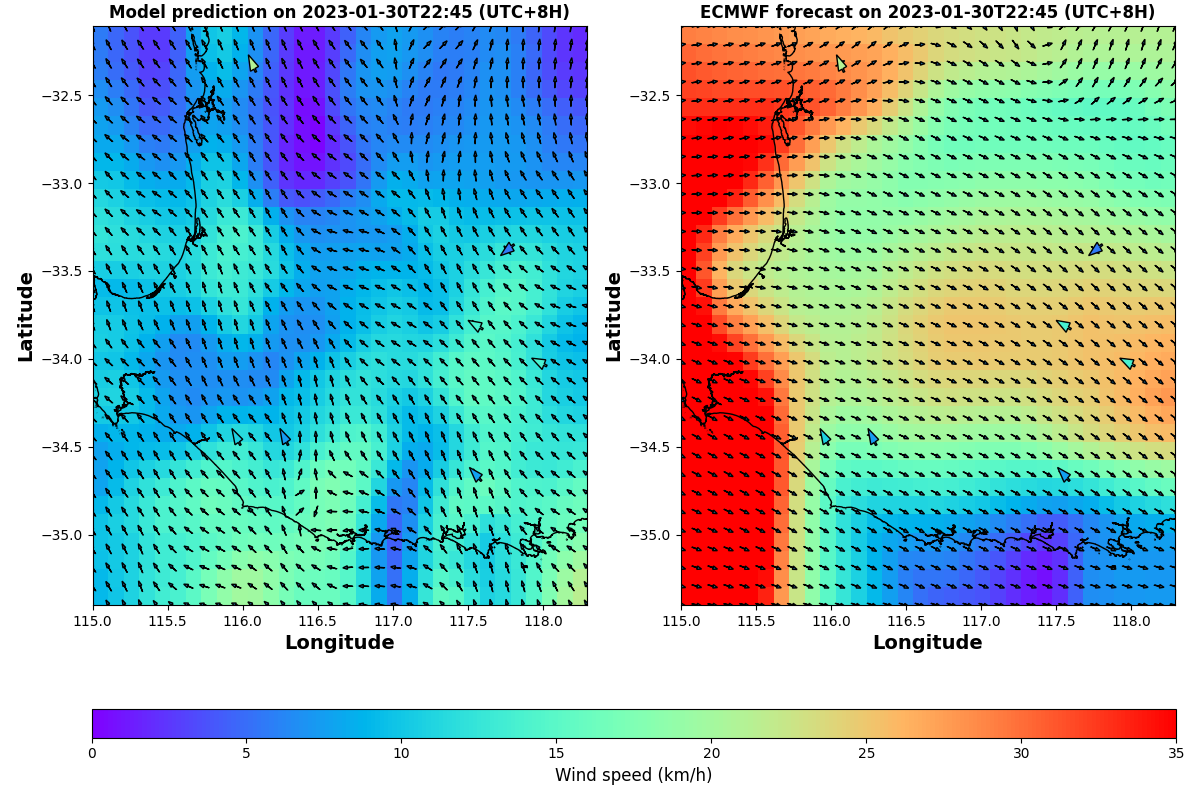 Model prediction on 2023-01-30T22:45 (UTC+8H)
ECMWF forecast on 2023-01-30T22:45 (UTC+8H)
−32.5
−33.0
−33.5
−34.0
−34.5
−35.0
Latitude
115.0 115.5 116.0 116.5 117.0 117.5 118.0
Longitude
−32.5
−33.0
−33.5
−34.0
−34.5
−35.0
Latitude
115.0 115.5 116.0 116.5 117.0 117.5 118.0
Longitude
0 5 10 15 20 25 30 35
Wind speed (km/h)